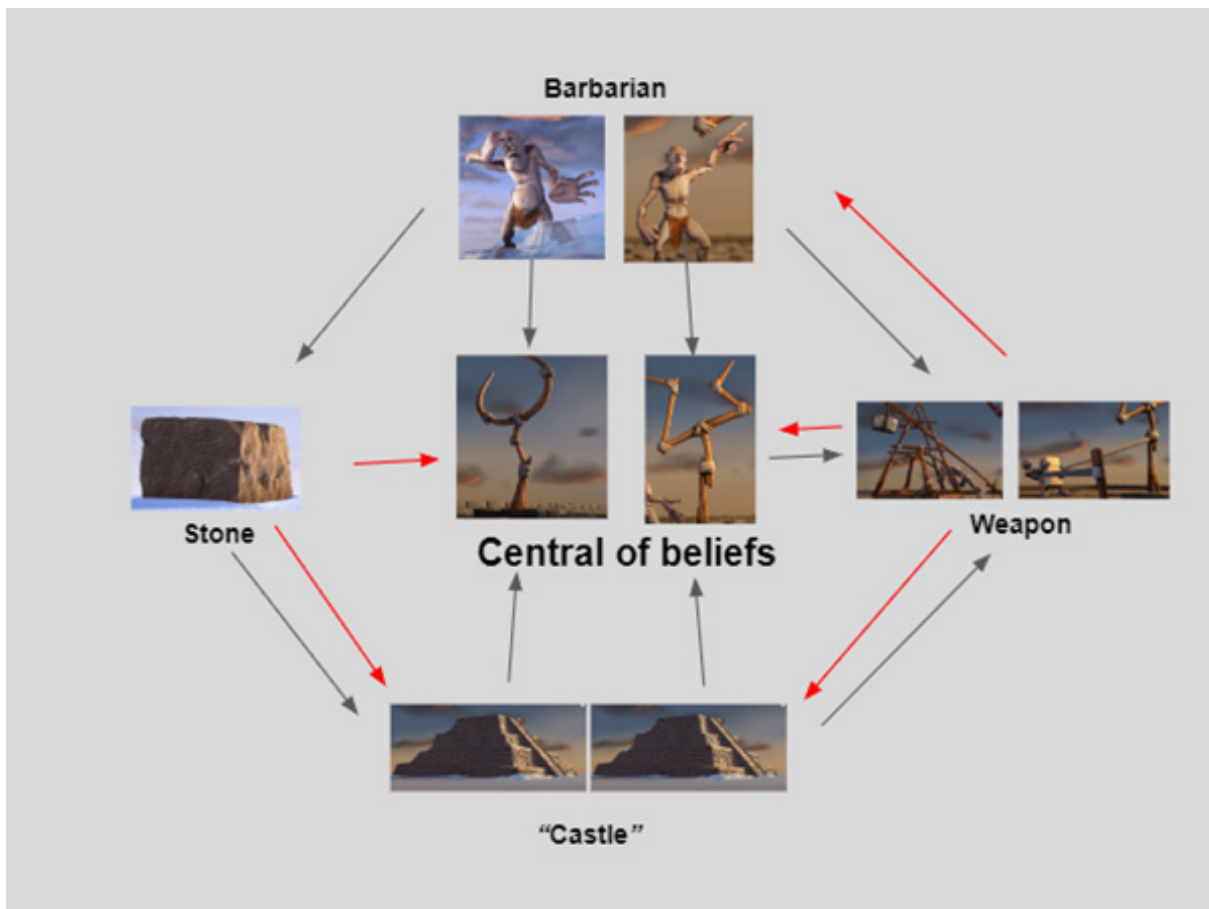 Barbarian
Stone
Weapon
Central of beliefs
“Castle”